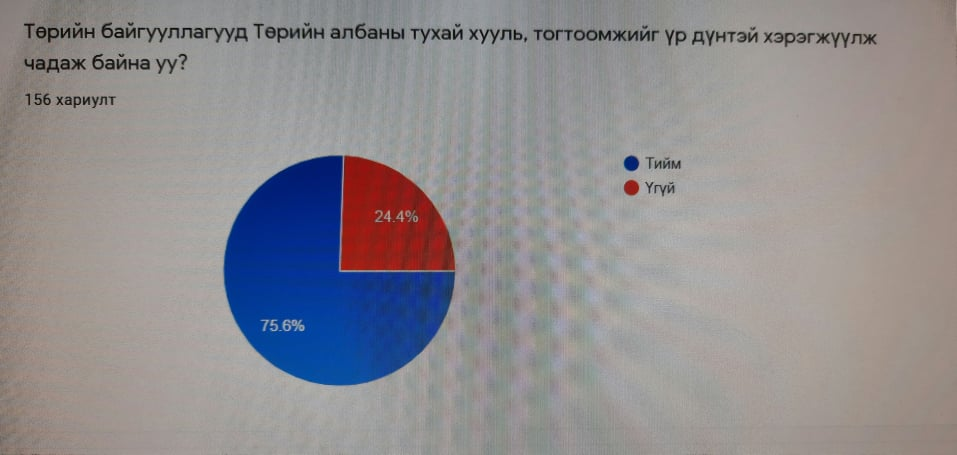 Төрийн байгууллагууд Төрийн албаны тухай хууль, тогтоомжийг үр дүнтэй хэрэгжүүлж
чадаж байна уу?
156 хариулт
Тийм
Үгүй
24.4%
75.6%